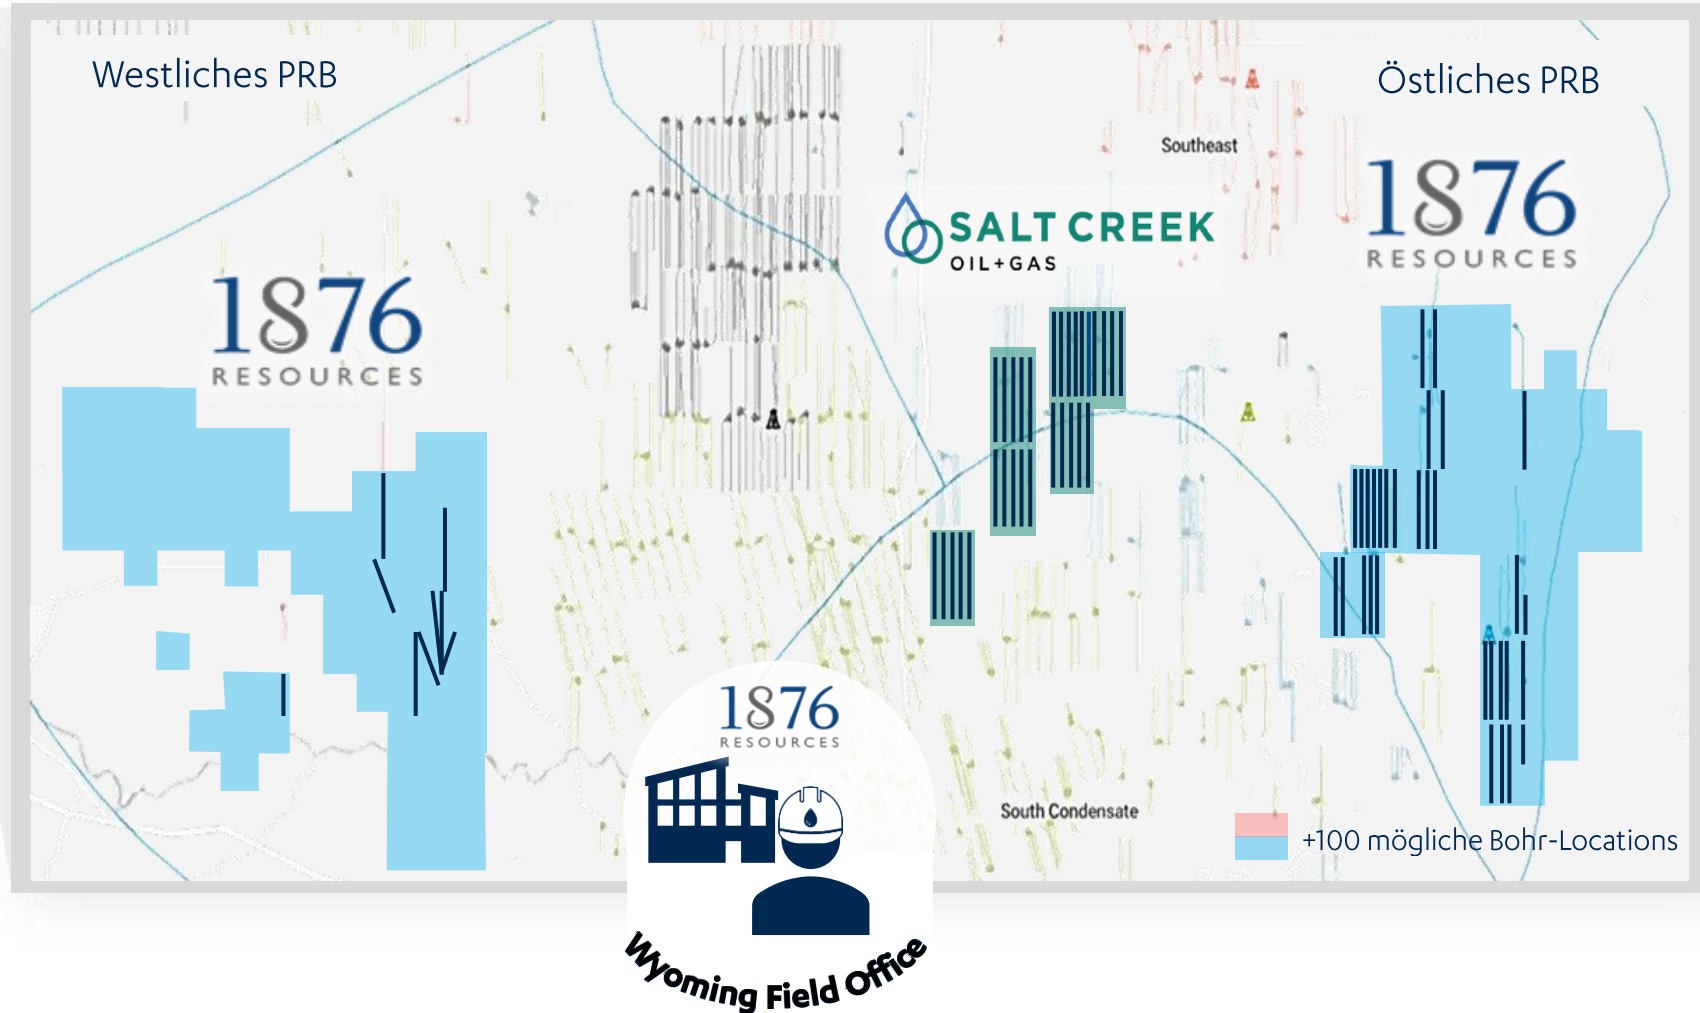 Westliches PRB
Östliches PRB
Southeast
1876
RESOURCES
SALT CREEK
OIL+GAS
1876
RESOURCES
1876
RESOURCES
South Condensate
+100 mögliche Bohr-Locations
Wyoming Field Office